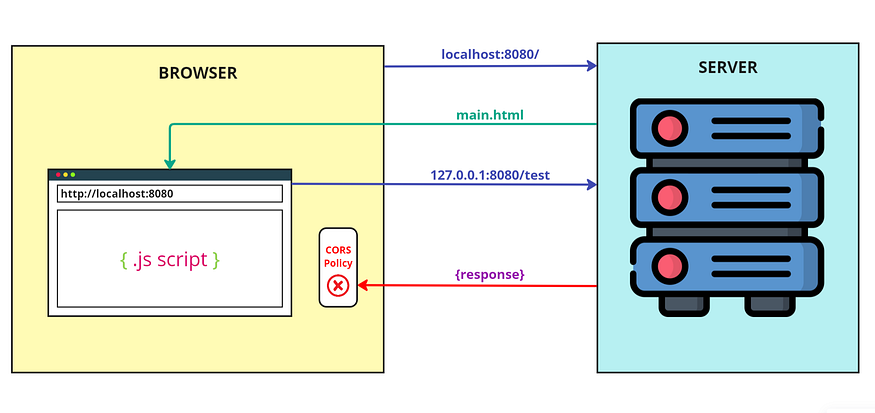 BROWSER
localhost:8080/
SERVER
main.html
127.0.0.1:8080/test
http://localhost:8080
{ .js script }
CORS
Policy
{response}